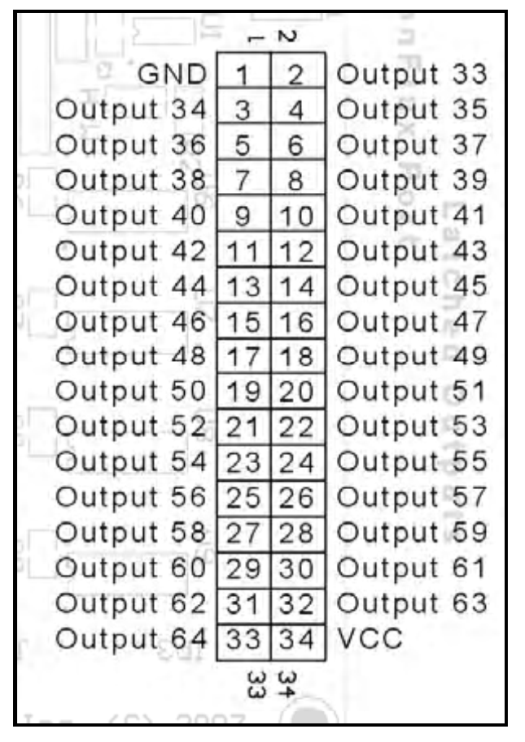 1 2
GND 1 2 Output 33
Output 34 3 4 Output 35
Output 36 5 6 Output 37
Output 38 7 8 Output 39
Output 40 9 10 Output 41
Output 42 11 12 Output 43
Output 44 13 14 Output 45
Output 46 15 16 Output 47
Output 48 17 18 Output 49
Output 50 19 20 Output 51
Output 52 21 22 Output 53
Output 54 23 24 Output 55
Output 56 25 26 Output 57
Output 58 27 28 Output 59
Output 60 29 30 Output 61
Output 62 31 32 Output 63
Output 64 33 34 VCC
33 34
Latched Outputs